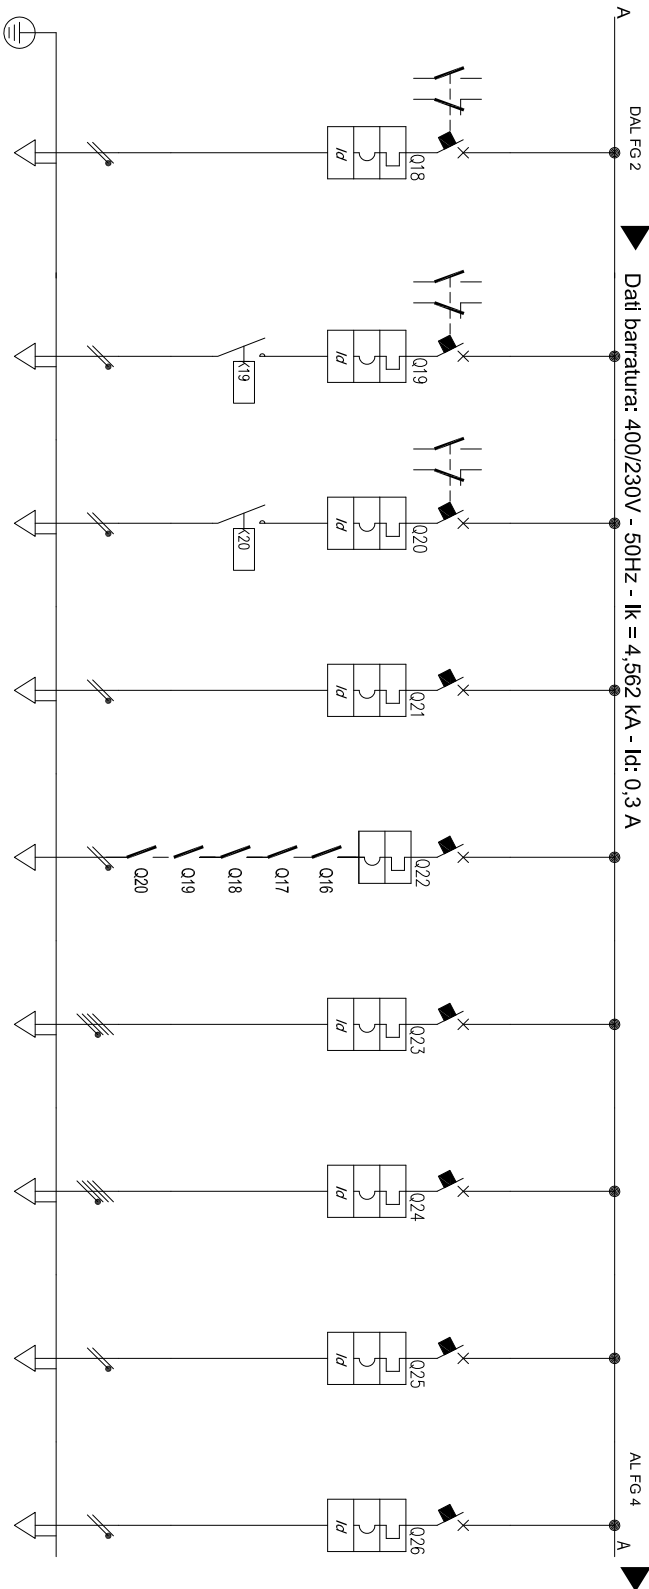 A
DAL FG 2
Dati barratura: 400/230V - 50Hz - Ik = 4,562 kA - Id: 0,3 A
AL FG 4
A
Q18
Id
Q19
Id
K19
Q20
Id
K20
Q21
Id
Q22
Q16
Q17
Q18
Q19
Q20
Q23
Id
Q24
Id
Q25
Id
Q26
Id